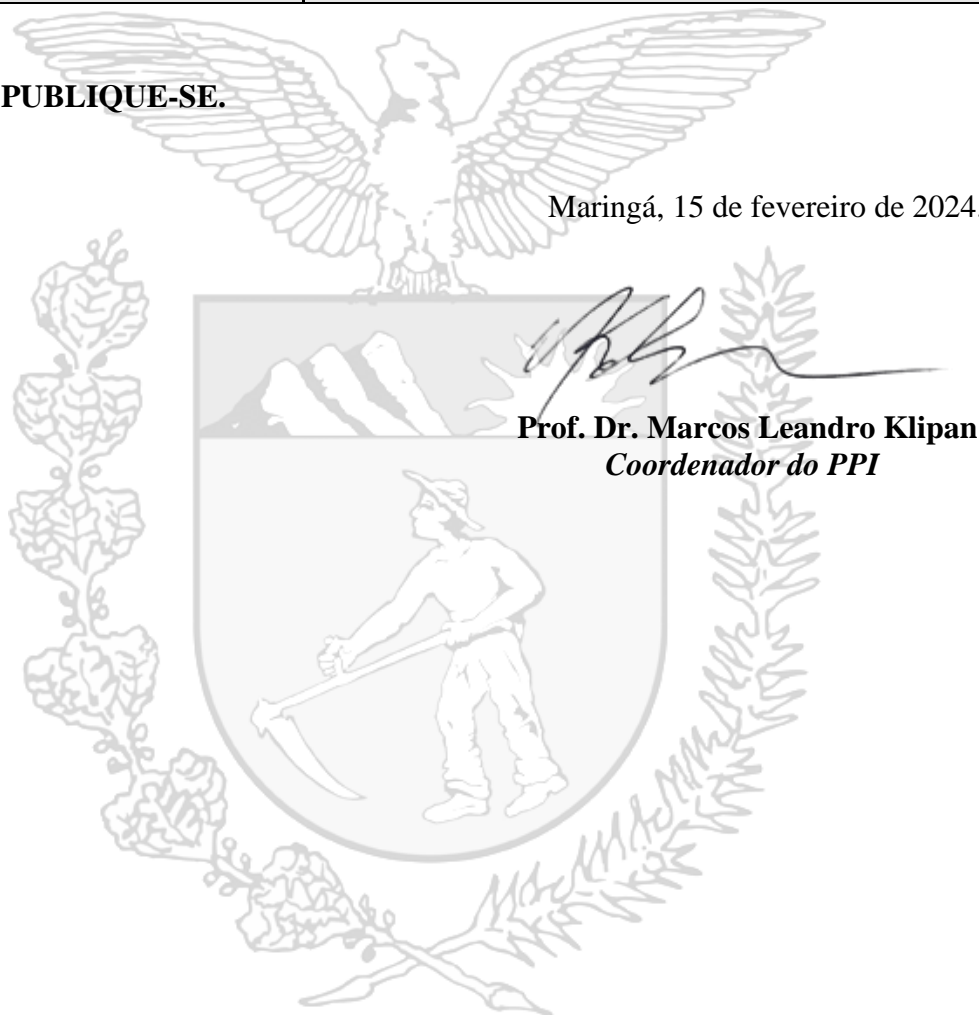 PUBLIQUE-SE.
Maringá, 15 de fevereiro de 2024.
Prof. Dr. Marcos Leandro Klipan
Coordenador do PPI